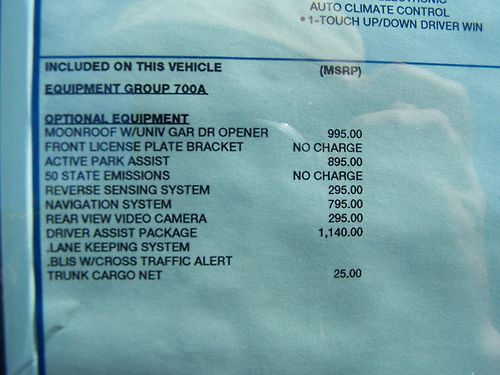 AUTO CLIMATE CONTROL
• 1-TOUCH UP/DOWN DRIVER WIN
INCLUDED ON THIS VEHICLE (MSRP)
EQUIPMENT GROUP 700A
OPTIONAL EQUIPMENT
MOONROOF W/UNIV GAR DR OPENER 995.00
FRONT LICENSE PLATE BRACKET NO CHARGE
ACTIVE PARK ASSIST 895.00
50 STATE EMISSIONS NO CHARGE
REVERSE SENSING SYSTEM 295.00
NAVIGATION SYSTEM 795.00
REAR VIEW VIDEO CAMERA 295.00
DRIVER ASSIST PACKAGE 1,140.00
.LANE KEEPING SYSTEM
.BLIS W/CROSS TRAFFIC ALERT
TRUNK CARGO NET 25.00